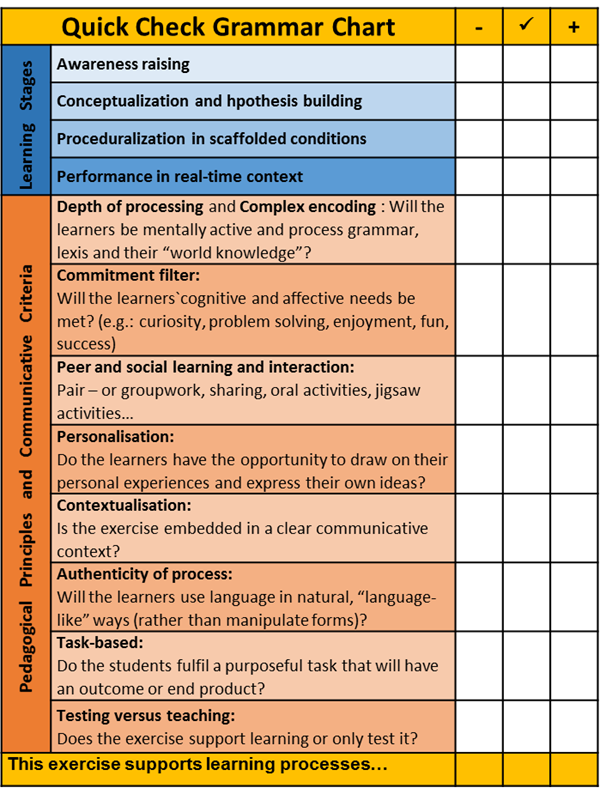 Quick Check Grammar Chart - ✓ +
Learning Stages
Awareness raising
Conceptualization and hpothesis building
Proceduralization in scaffolded conditions
Performance in real-time context
Pedagogical Principles and Communicative Criteria
Depth of processing and Complex encoding : Will the
learners be mentally active and process grammar,
lexis and their “world knowledge”?
Commitment filter:
Will the learners`cognitive and affective needs be
met? (e.g.: curiosity, problem solving, enjoyment, fun,
success)
Peer and social learning and interaction:
Pair – or groupwork, sharing, oral activities, jigsaw
activities…
Personalisation:
Do the learners have the opportunity to draw on their
personal experiences and express their own ideas?
Contextualisation:
Is the exercise embedded in a clear communicative
context?
Authenticity of process:
Will the learners use language in natural, “language-
like” ways (rather than manipulate forms)?
Task-based:
Do the students fulfil a purposeful task that will have
an outcome or end product?
Testing versus teaching:
Does the exercise support learning or only test it?
This exercise supports learning processes…